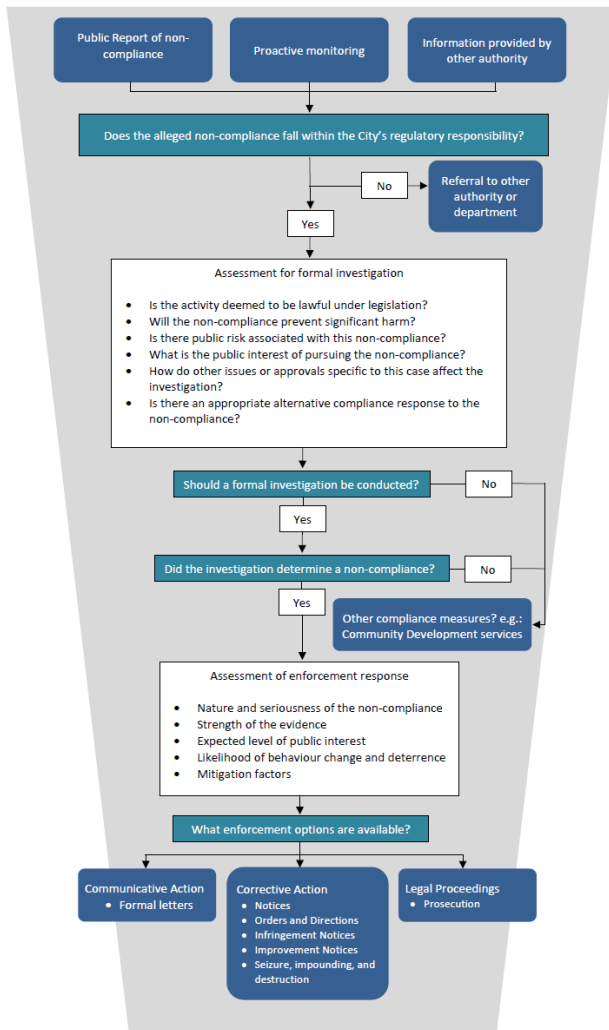 Public Report of non-
compliance
Proactive monitoring
Information provided by
other authority
Does the alleged non-compliance fall within the City's regulatory responsibility?
No
Referral to other
authority or
department
Yes
Assessment for formal investigation
• Is the activity deemed to be lawful under legislation?
• Will the non-compliance prevent significant harm?
• Is there public risk associated with this non-compliance?
• What is the public interest of pursuing the non-compliance?
• How do other issues or approvals specific to this case affect the
investigation?
• Is there an appropriate alternative compliance response to the
non-compliance?
Should a formal investigation be conducted?
No
Yes
Did the investigation determine a non-compliance?
No
Yes
Other compliance measures? e.g.:
Community Development services
Assessment of enforcement response
• Nature and seriousness of the non-compliance
• Strength of the evidence
• Expected level of public interest
• Likelihood of behaviour change and deterrence
• Mitigation factors
What enforcement options are available?
Communicative Action
• Formal letters
Corrective Action
• Notices
• Orders and Directions
• Infringement Notices
• Improvement Notices
• Seizure, impounding, and
destruction
Legal Proceedings
• Prosecution